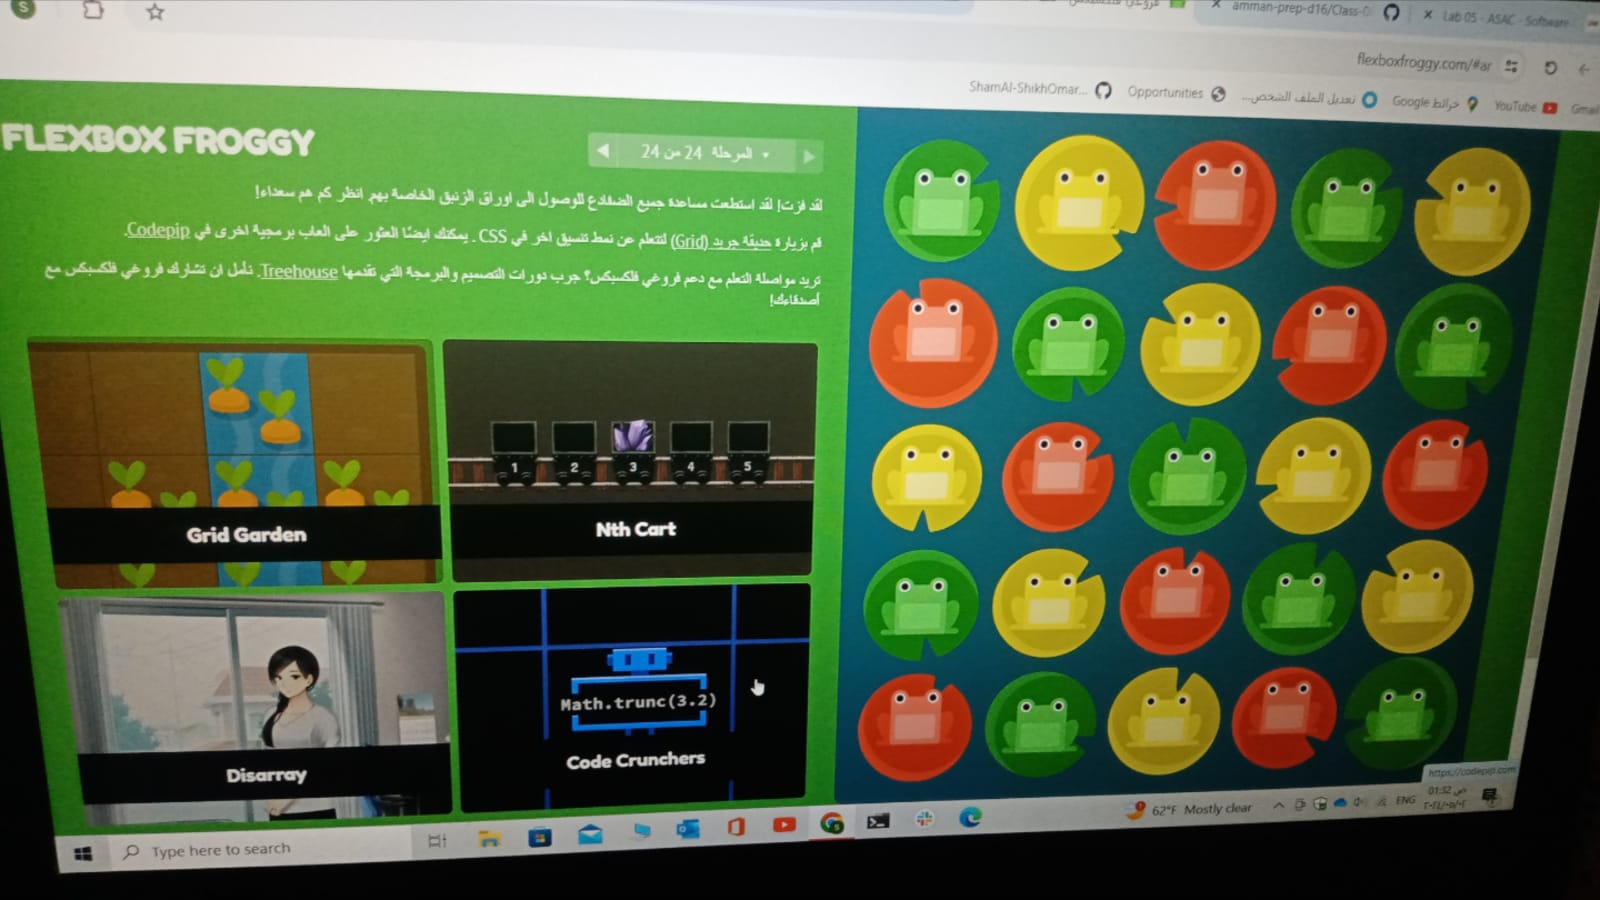 S
amman-prep-d16/Class-0
Lab 05 - ASAC - Software
flexboxfroggy.com/#ar
ShamAl-ShikhOmar...
Opportunities
تعديل الملف الشخص...
خرائط Google
YouTube
Gmail
FLEXBOX FROGGY
المرحلة 24 من 24
لقد فزت! لقد استطعت مساعدة جميع الضفادع للوصول الى اوراق الزنبق الخاصة بهم. انظر كم هم سعداء!
قم بزيارة حديقة جريد (Grid) لتتعلم عن نمط تنسيق اخر في CSS. يمكنك ايضًا العثور على العاب برمجية اخرى في Codepip.
تريد مواصلة التعلم مع دعم فروغي فلكسبكس؟ جرب دورات التصميم والبرمجة التي تقدمها Treehouse. نأمل ان تشارك فروغي فلكسبكس مع
أصدقاءك!
1 2 3 4 5
Grid Garden
Nth Cart
Math.trunc(3.2)
Disarray
Code Crunchers
https://codepip.com
Type here to search
62°F Mostly clear
ENG
01:32 ص